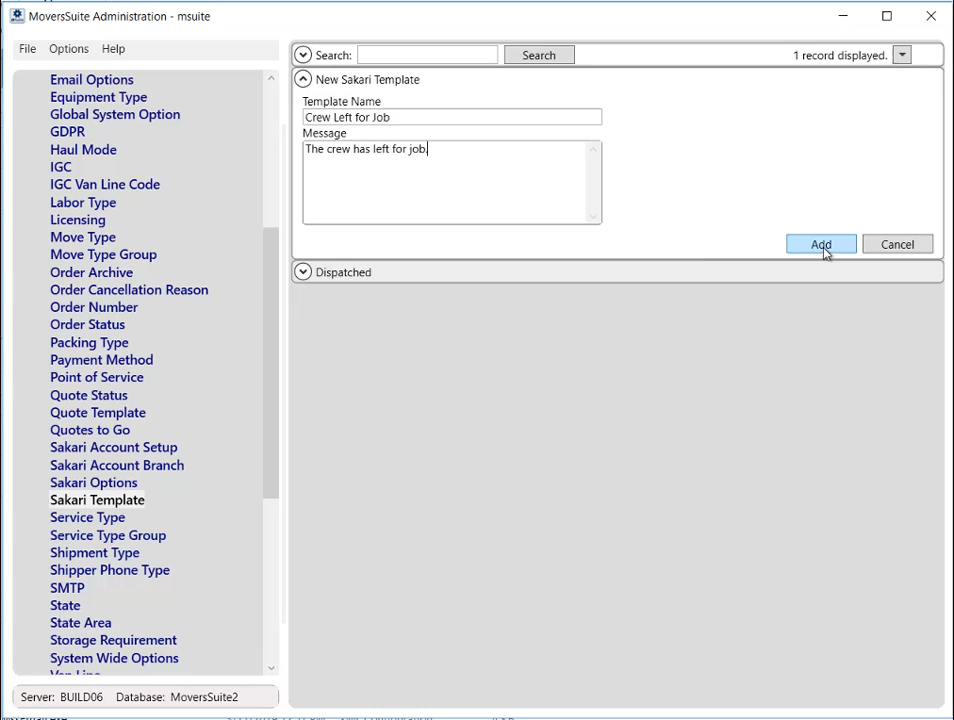 MoversSuite Administration - msuite
File Options Help
Email Options
Equipment Type
Global System Option
GDPR
Haul Mode
IGC
IGC Van Line Code
Labor Type
Licensing
Move Type
Move Type Group
Order Archive
Order Cancellation Reason
Order Number
Order Status
Packing Type
Payment Method
Point of Service
Quote Status
Quote Template
Quotes to Go
Sakari Account Setup
Sakari Account Branch
Sakari Options
Sakari Template
Service Type
Service Type Group
Shipment Type
Shipper Phone Type
SMTP
State
State Area
Storage Requirement
System Wide Options
Server: BUILD06 Database: MoversSuite2
Search: Search 1 record displayed.
New Sakari Template
Template Name
Crew Left for Job
Message
The crew has left for job.
Add Cancel
Dispatched